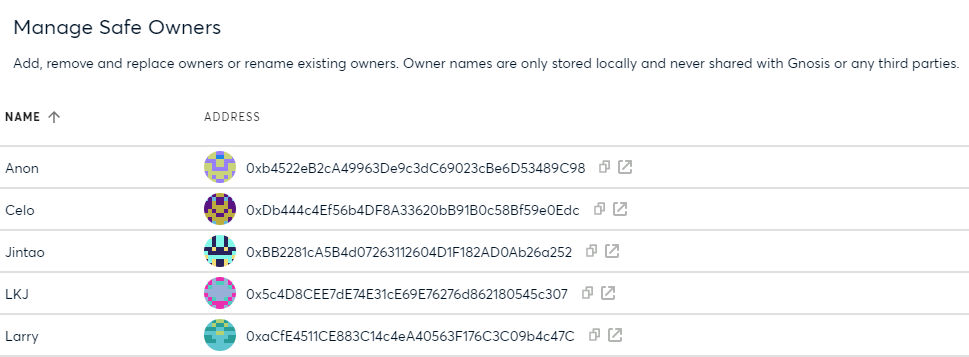 Manage Safe Owners
Add, remove and replace owners or rename existing owners. Owner names are only stored locally and never shared with Gnosis or any third parties.
NAME ADDRESS
Anon 0xb4522eB2cA49963De9c3dC69023cBe6D53489C98
Celo 0xDb444c4Ef56b4DF8A33620bB91B0c58Bf59e0Edc
Jintao 0xBB2281cA5B4d07263112604D1F182AD0Ab26a252
LKJ 0x5c4D8CEE7dE74E31cE69E76276d862180545c307
Larry 0xaCfE4511CE883C14c4eA40563F176C3C09b4c47C